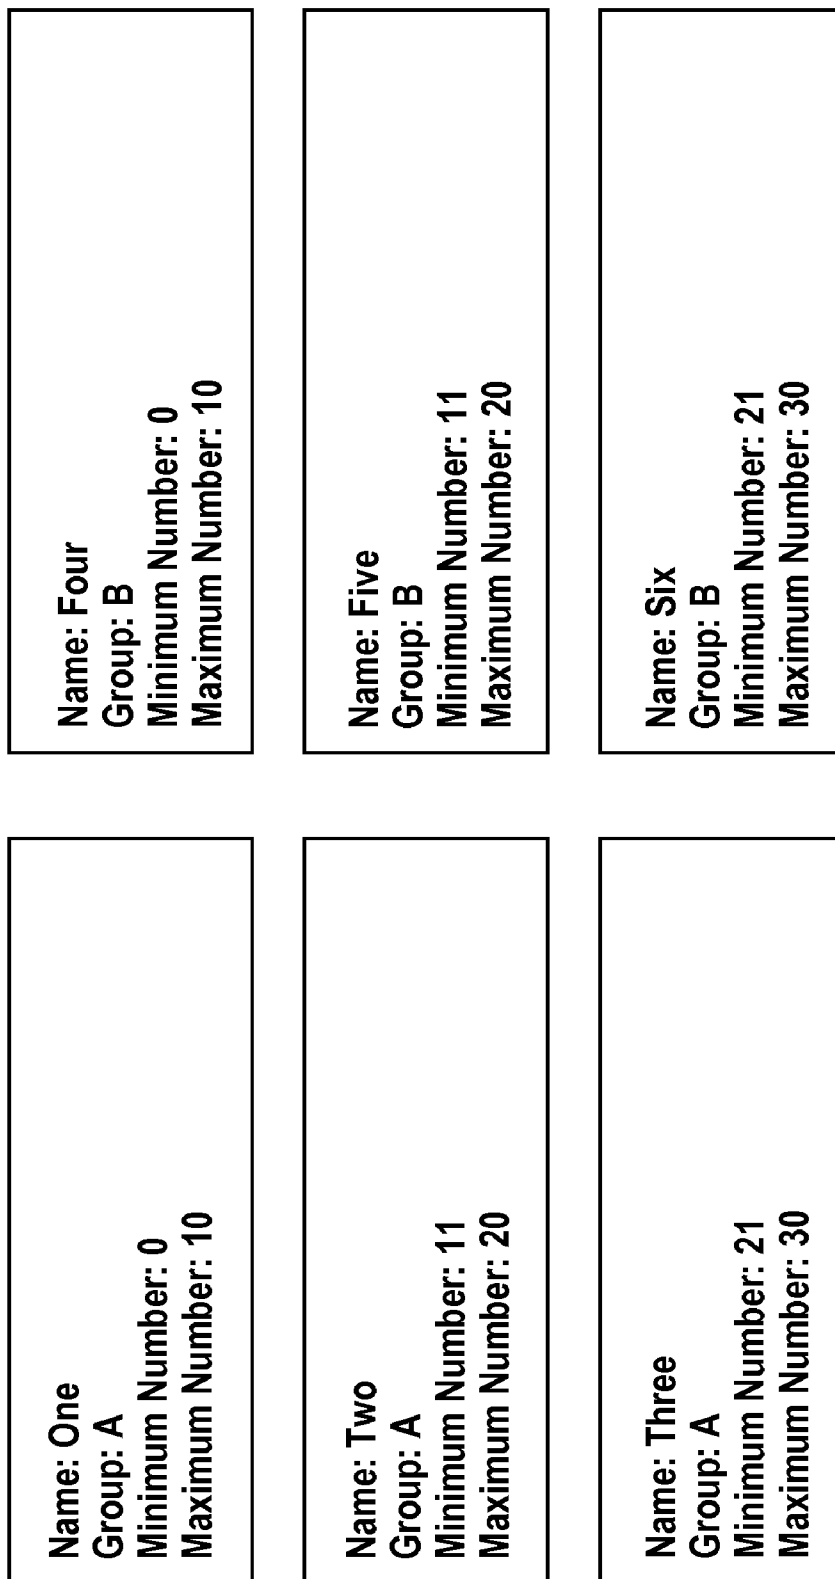 Name: One
Group: A
Minimum Number: 0
Maximum Number: 10
Name: Four
Group: B
Minimum Number: 0
Maximum Number: 10
Name: Two
Group: A
Minimum Number: 11
Maximum Number: 20
Name: Five
Group: B
Minimum Number: 11
Maximum Number: 20
Name: Three
Group: A
Minimum Number: 21
Maximum Number: 30
Name: Six
Group: B
Minimum Number: 21
Maximum Number: 30